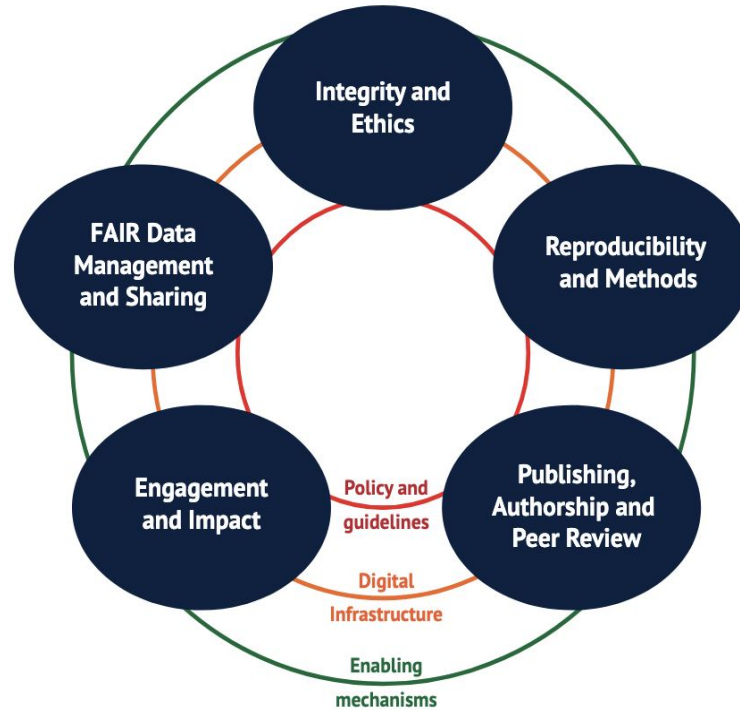 Integrity and
Ethics
FAIR Data
Management
and Sharing
Reproducibility
and Methods
Engagement
and Impact
Publishing,
Authorship and
Peer Review
Policy and
guidelines
Digital
Infrastructure
Enabling
mechanisms